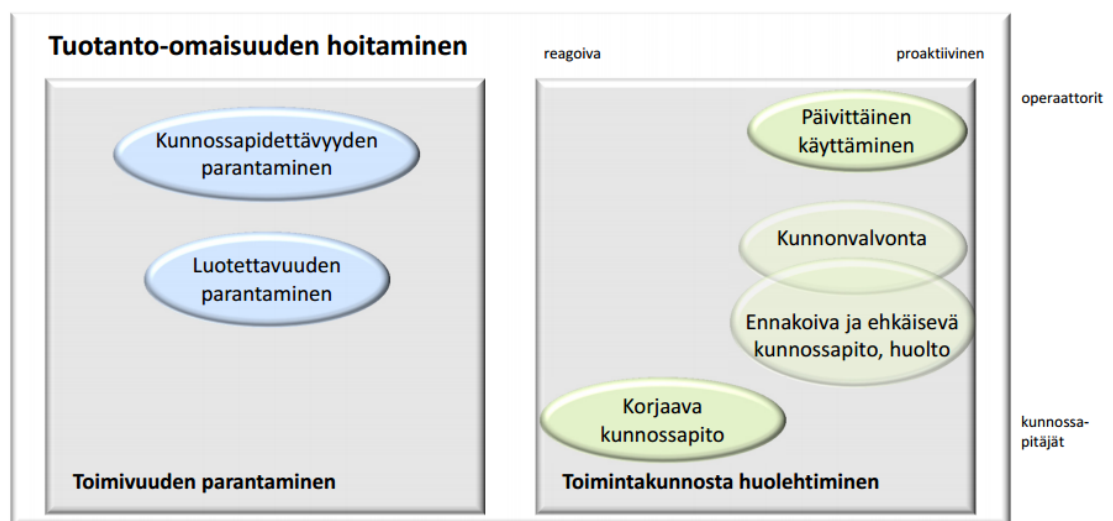 Tuotanto-omaisuuden hoitaminen
reagoiva
proaktiivinen
operaattorit
Kunnossapidettävyyden
parantaminen
Luotettavuuden
parantaminen
Toimivuuden parantaminen
Päivittäinen
käyttäminen
Kunnonvalvonta
Ennakoiva ja ehkäisevä
kunnossapito, huolto
Korjaava
kunnossapito
Toimintakunnosta huolehtiminen
kunnossa-
pitäjät